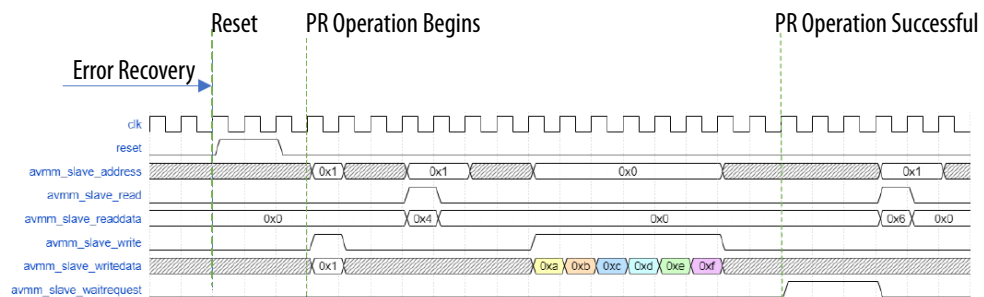 Reset PR Operation Begins PR Operation Successful
Error Recovery
clk
reset
avmm_slave_address 0x1 0x1 0x0 0x1
avmm_slave_read
avmm_slave_readdata 0x0 0x4 0x0 0x6 0x0
avmm_slave_write
avmm_slave_writedata 0x1 0xa 0xb 0xc 0xd 0xe 0xf
avmm_slave_waitrequest